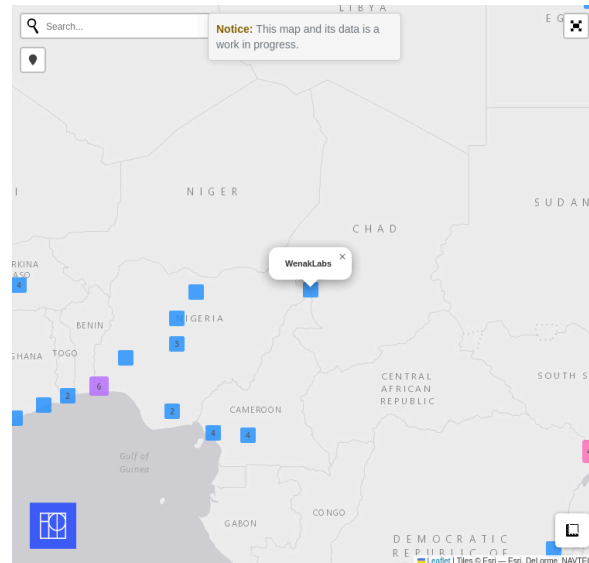 LIBYA
Search...
Notice: This map and its data is a
work in progress.
NIGER
SUDAN
CHAD
WenakLabs
×
RKINA
ASO
4
NIGERIA
BENIN
3
GHANA
TOGO
CENTRAL
AFRICAN
REPUBLIC
SOUTH S
6
2
2
CAMEROON
4
4
Gulf of
Guinea
CONGO
GABON
DEMOCRATIC
REPUBLIC OF
Leaflet | Tiles © Esri — Esri, DeLorme, NAVTEQ